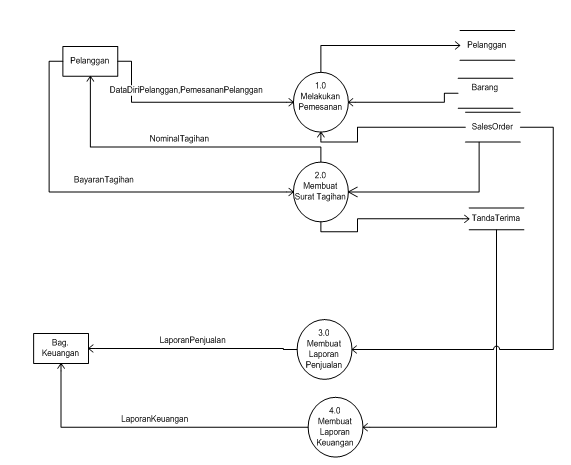 Pelanggan
Pelanggan
DataDiriPelanggan,PemesananPelanggan
1.0
Melakukan
Pemesanan
Barang
SalesOrder
NominalTagihan
2.0
Membuat
Surat Tagihan
BayaranTagihan
TandaTerima
Bag.
Keuangan
LaporanPenjualan
3.0
Membuat
Laporan
Penjualan
LaporanKeuangan
4.0
Membuat
Laporan
Keuangan